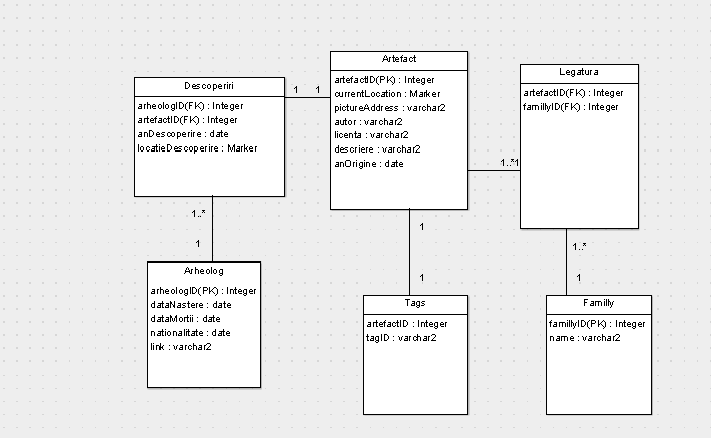 Descoperiri
arheologID(FK) : Integer
artefactID(FK) : Integer
anDescoperire : date
locatieDescoperire : Marker
1
1
Artefact
artefactID(PK) : Integer
currentLocation : Marker
pictureAddress : varchar2
autor : varchar2
licenta : varchar2
descriere : varchar2
anOrigine : date
1..*1
Legatura
artefactID(FK) : Integer
famillyID(FK) : Integer
1..*
1
Arheolog
arheologID(PK) : Integer
dataNastere : date
dataMortii : date
nationalitate : date
link : varchar2
1
1
Tags
artefactID : Integer
tagID : varchar2
1..*
1
Familly
famillyID(PK) : Integer
name : varchar2